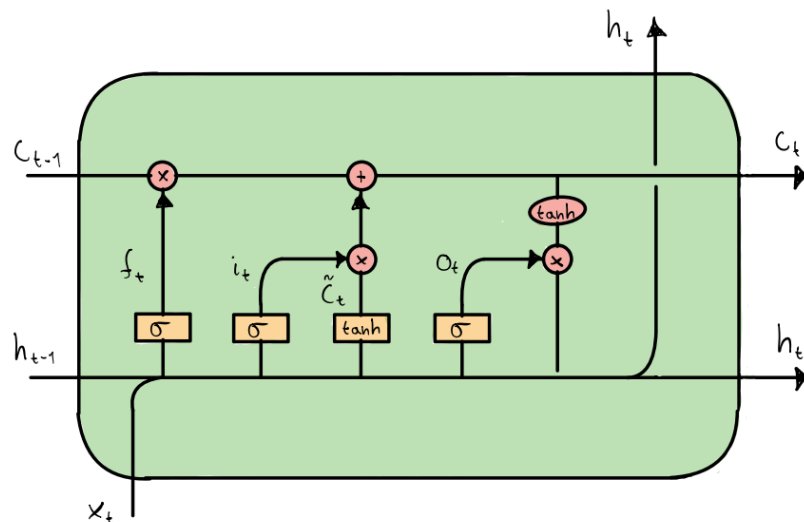 h_t
C_{t-1}
C_t
×
+
tanh
f_t
i_t
×
O_t
×
C̃_t
σ
σ
tanh
σ
h_{t-1}
h_t
x_t